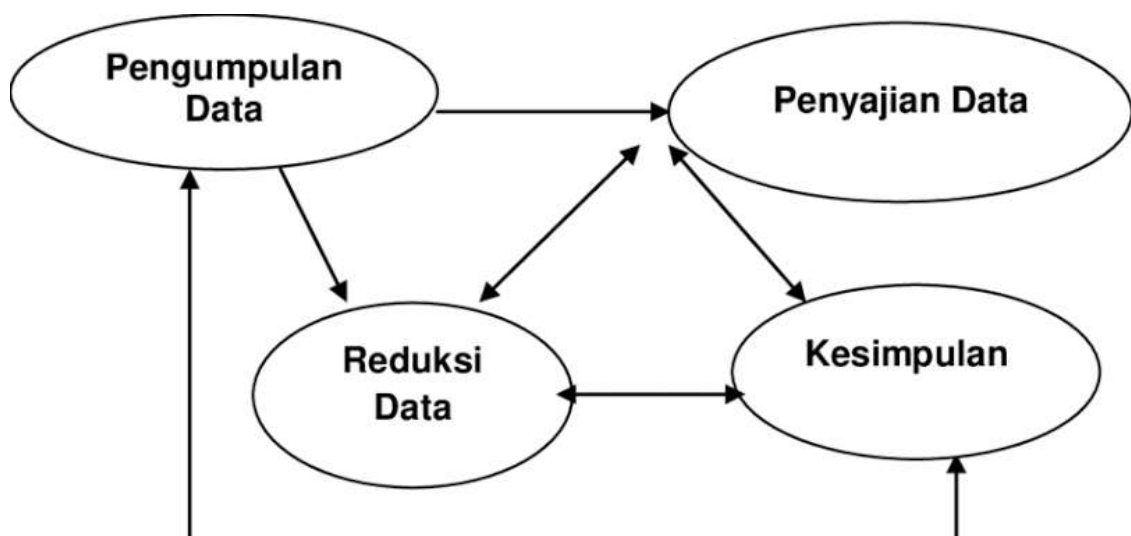 Pengumpulan
Data
Penyajian Data
Reduksi
Data
Kesimpulan